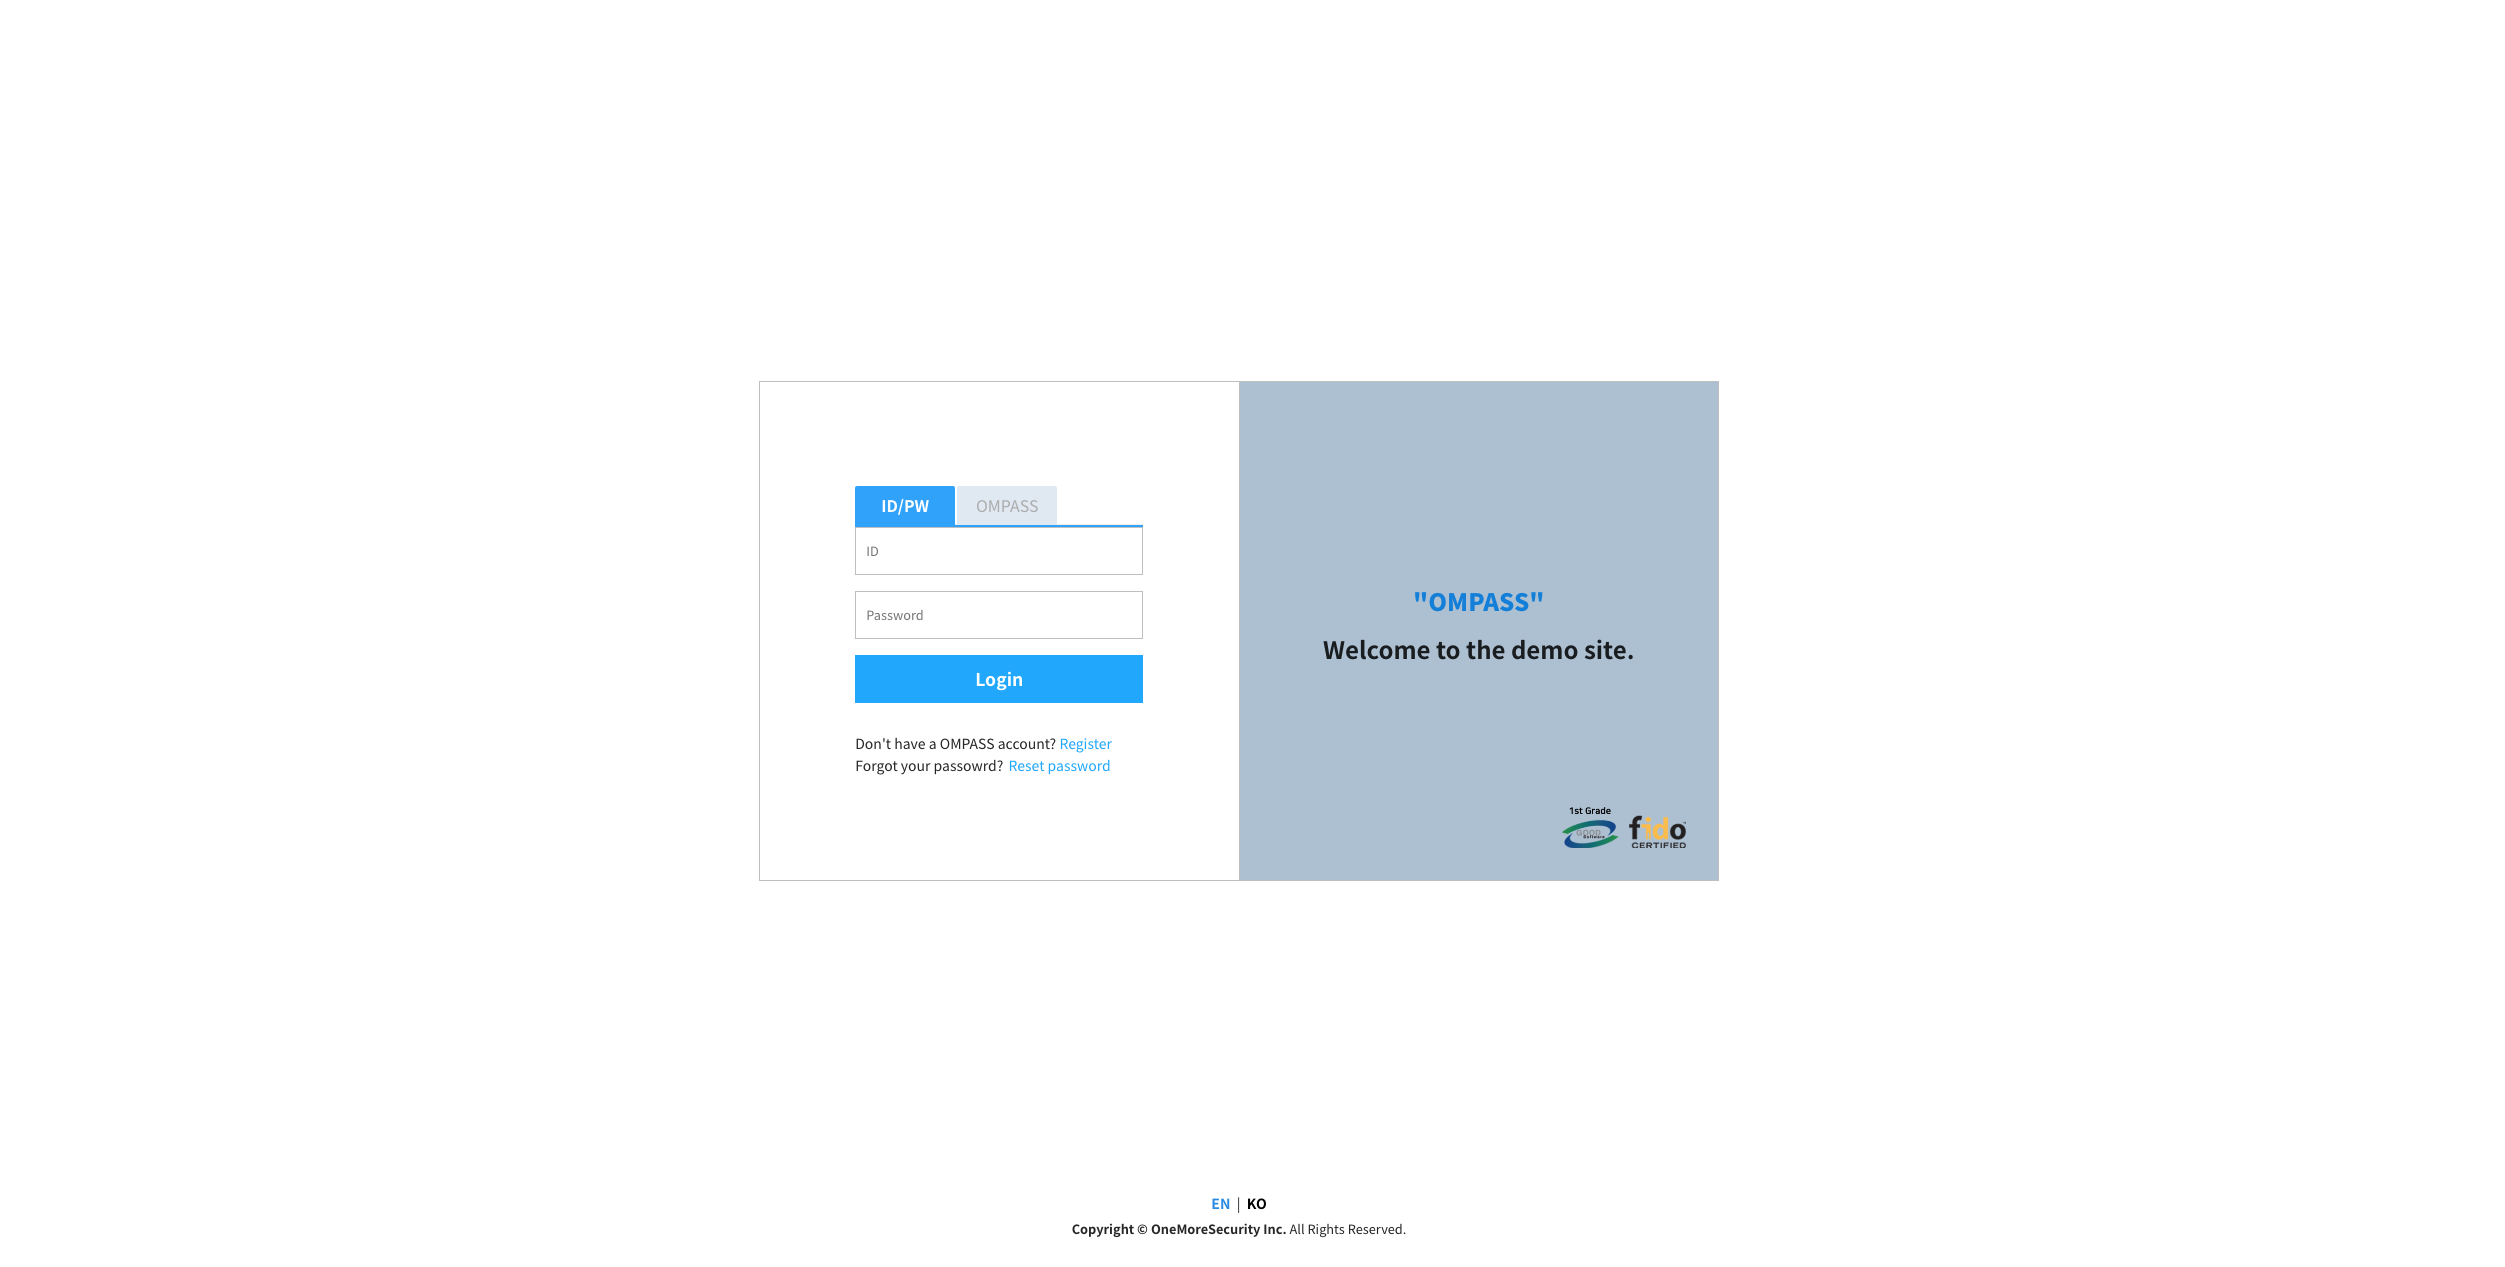 ID/PW OMPASS
ID
Password
Login
Don't have a OMPASS account? Register
Forgot your passowrd? Reset password
"OMPASS"
Welcome to the demo site.
1st Grade
GOOD
Software
fido
CERTIFIED
EN | KO
Copyright © OneMoreSecurity Inc. All Rights Reserved.